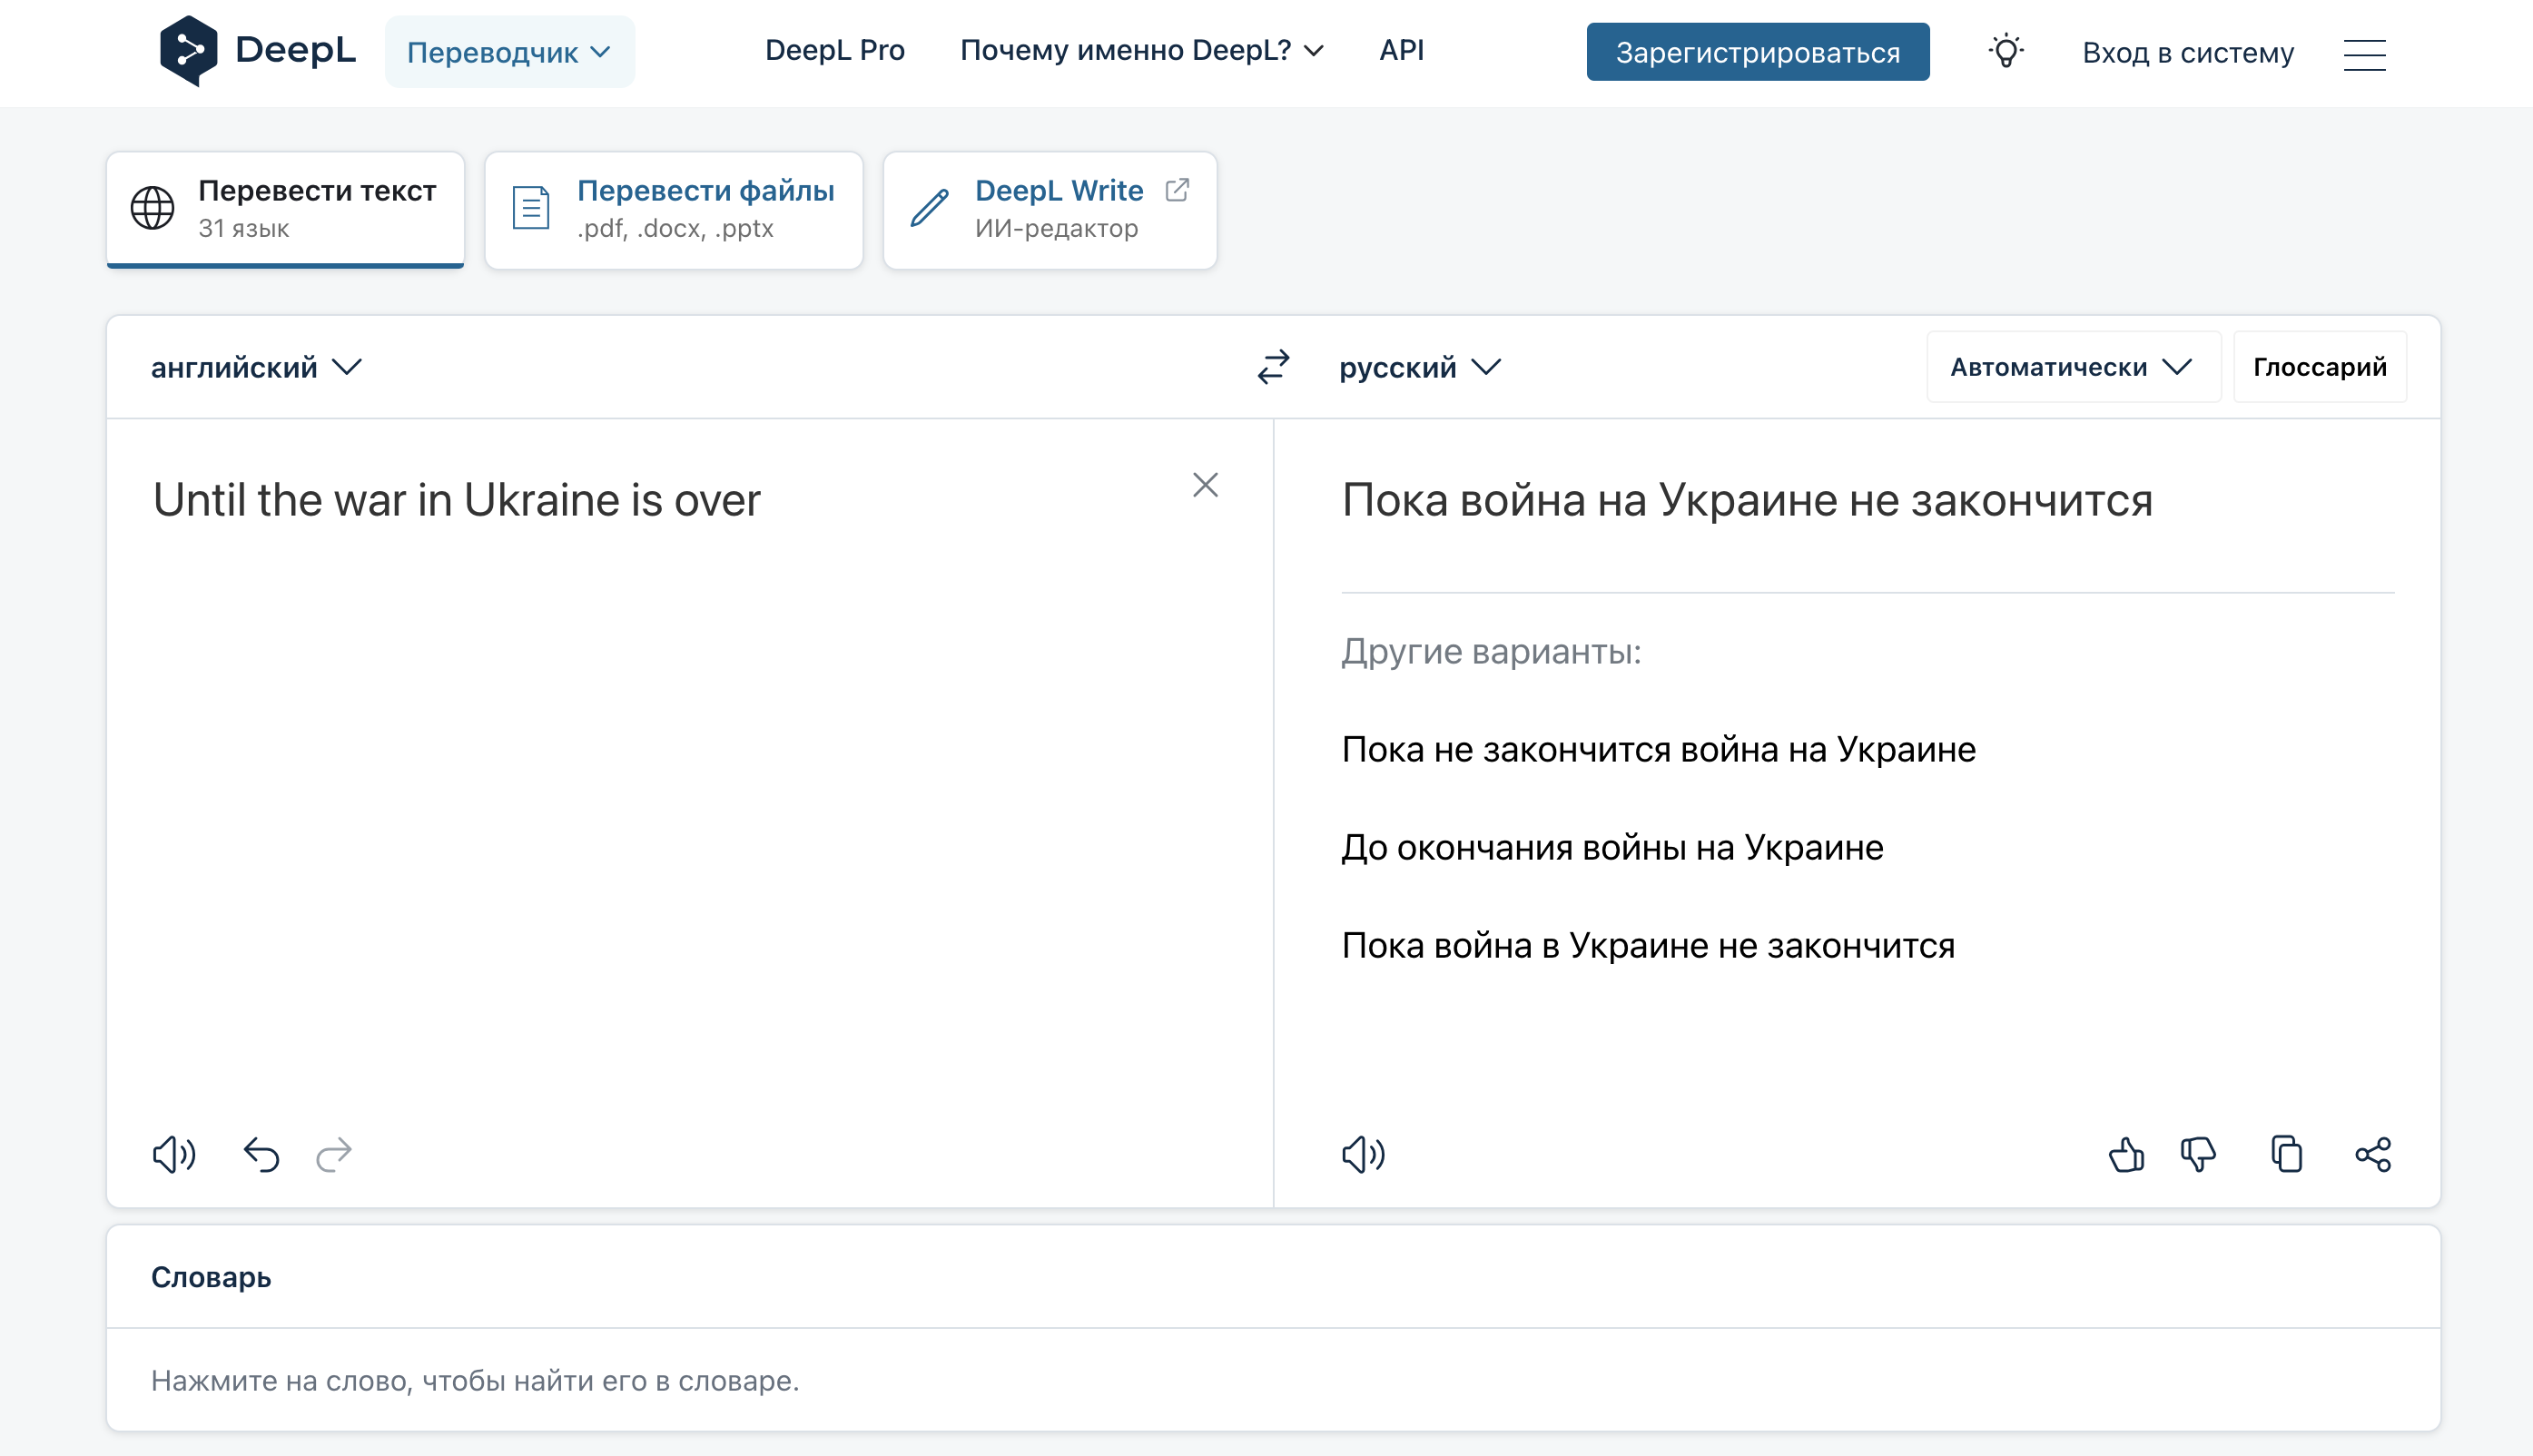 DeepL Переводчик DeepL Pro Почему именно DeepL? API Зарегистрироваться Вход в систему
Перевести текст
31 язык
Перевести файлы
.pdf, .docx, .pptx
DeepL Write
ИИ-редактор
английский
русский
Автоматически
Глоссарий
Until the war in Ukraine is over
Пока война на Украине не закончится
Другие варианты:
Пока не закончится война на Украине
До окончания войны на Украине
Пока война в Украине не закончится
Словарь
Нажмите на слово, чтобы найти его в словаре.